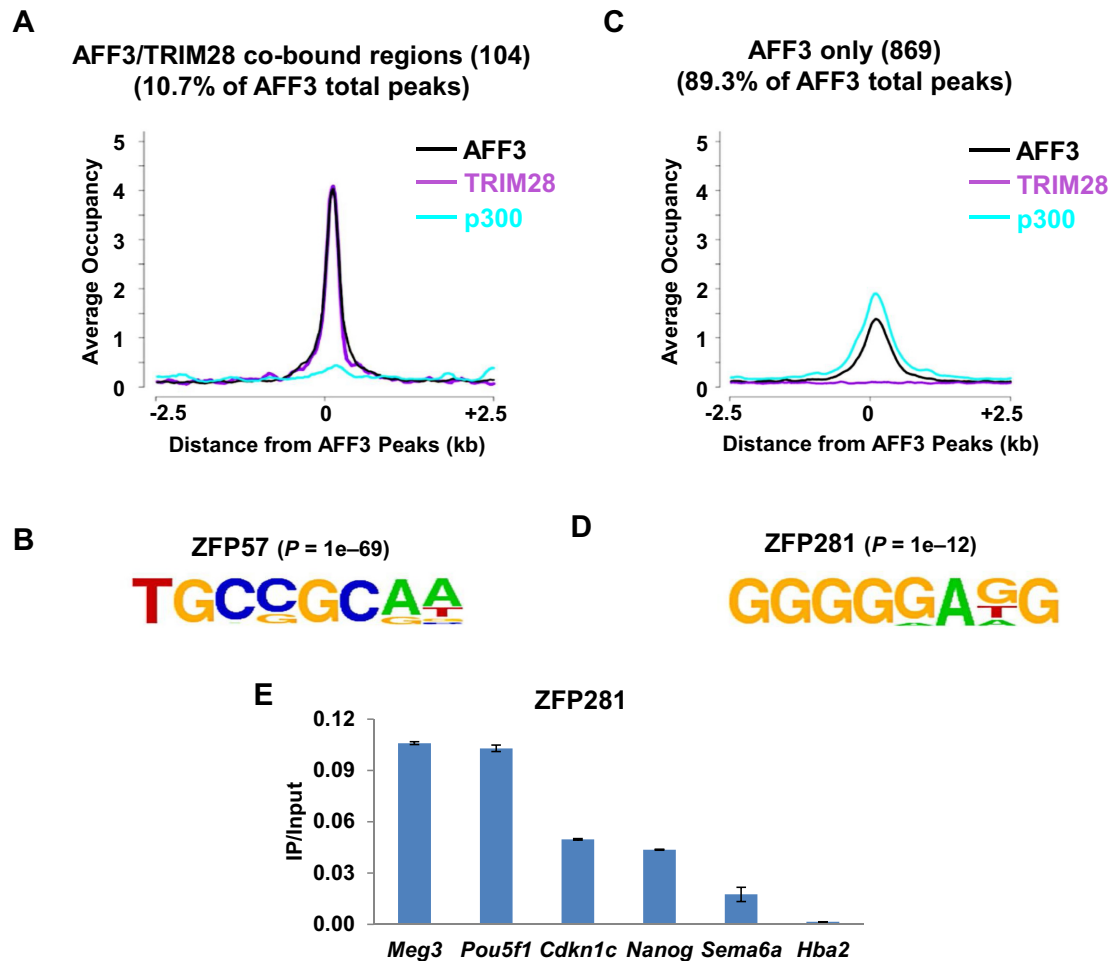 A
AFF3/TRIM28 co-bound regions (104)
(10.7% of AFF3 total peaks)
5
4
3
2
1
0
Average Occupancy
AFF3
TRIM28
p300
-2.5
0
+2.5
Distance from AFF3 Peaks (kb)
C
AFF3 only (869)
(89.3% of AFF3 total peaks)
5
4
3
2
1
0
Average Occupancy
AFF3
TRIM28
p300
-2.5
0
+2.5
Distance from AFF3 Peaks (kb)
B
ZFP57 (P = 1e–69)
TGCCGCAA
D
ZFP281 (P = 1e–12)
GGGGGAGG
E
ZFP281
0.12
0.09
0.06
0.03
0.00
IP/Input
Meg3 Pou5f1 Cdkn1c Nanog Sema6a Hba2